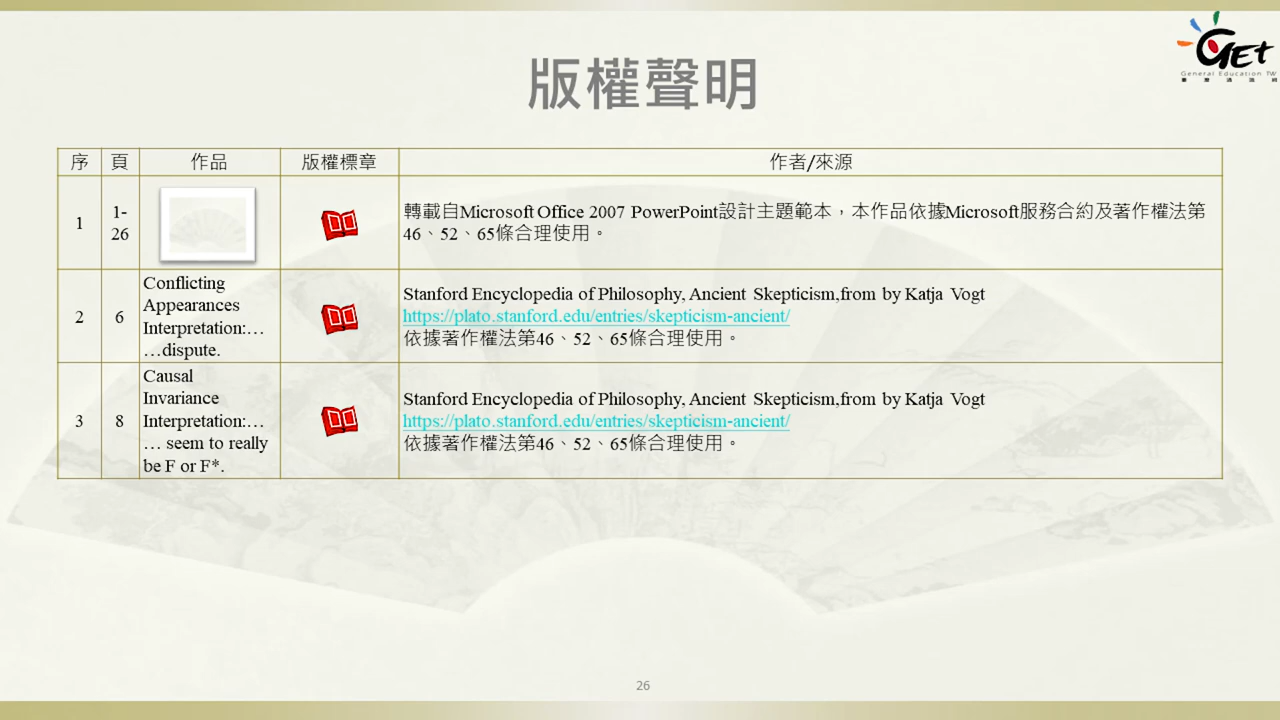 GET
General Education TW
版權聲明
序 頁 作品 版權標章 作者/來源
1
1-
26
轉載自Microsoft Office 2007 PowerPoint設計主題範本，本作品依據Microsoft服務合約及著作權法第
46、52、65條合理使用。
2
6
Conflicting
Appearances
Interpretation:…
…dispute.
Stanford Encyclopedia of Philosophy, Ancient Skepticism,from by Katja Vogt
https://plato.stanford.edu/entries/skepticism-ancient/
依據著作權法第46、52、65條合理使用。
3
8
Causal
Invariance
Interpretation:…
… seem to really
be F or F*.
Stanford Encyclopedia of Philosophy, Ancient Skepticism,from by Katja Vogt
https://plato.stanford.edu/entries/skepticism-ancient/
依據著作權法第46、52、65條合理使用。
26